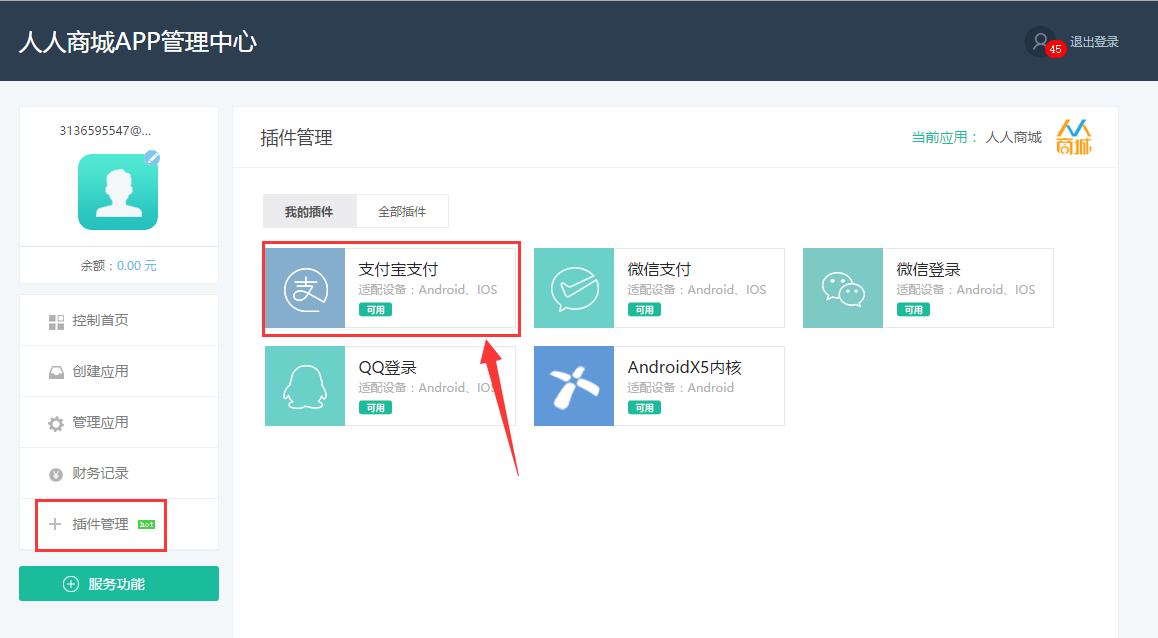 人人商城APP管理中心
45
退出登录
3136595547@...
余额：0.00 元
控制首页
创建应用
管理应用
¥ 财务记录
插件管理 hot
服务功能
插件管理
当前应用： 人人商城
人人
商城
我的插件
全部插件
支
支付宝支付
适配设备：Android、IOS
可用
微信支付
适配设备：Android、IOS
可用
微信登录
适配设备：Android、IOS
可用
QQ登录
适配设备：Android、IOS
可用
AndroidX5内核
适配设备：Android
可用